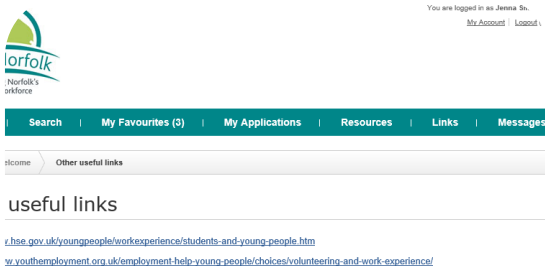 You are logged in as Jenna
My Account | Logout
orfolk
Norfolk's
orkforce
Search | My Favourites (3) | My Applications | Resources | Links | Messages
elcome Other useful links
useful links
v.hse.gov.uk/youngpeople/workexperience/students-and-young-people.htm
w.youthemployment.org.uk/employment-help-young-people/choices/volunteering-and-work-experience/